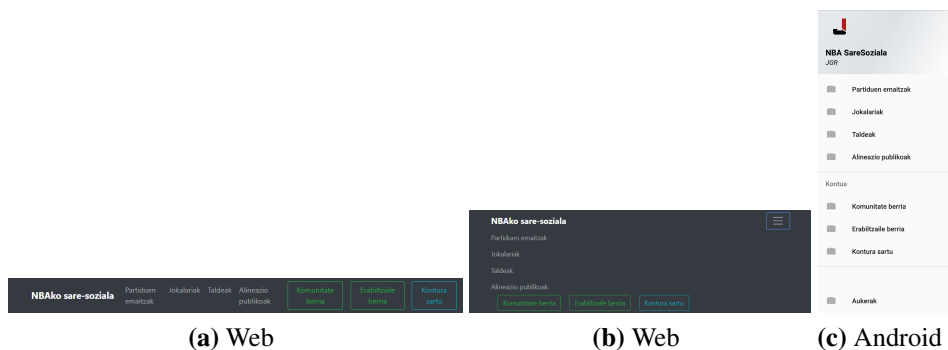 NBAko sare-soziala
Partiduen
emaitzak
Jokalariak
Taldeak
Alineazio
publikoak
Komunitate
berria
Erabiltzaile
berria
Kontura
sartu
(a) Web
NBAko sare-soziala
Partiduen emaitzak
Jokalariak
Taldeak
Alineazio publikoak
Komunitate berria
Erabiltzaile berria
Kontura sartu
(b) Web
NBA SareSoziala
JGR
Partiduen emaitzak
Jokalariak
Taldeak
Alineazio publikoak
Kontua
Komunitate berria
Erabiltzaile berria
Kontura sartu
Aukerak
(c) Android